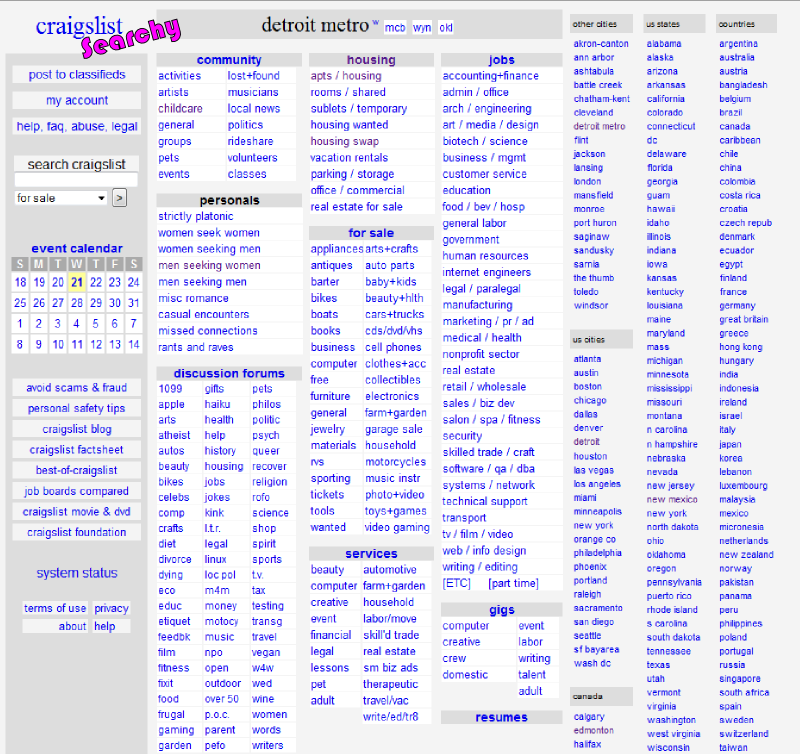 craigslist
Searchy
post to classifieds
my account
help, faq, abuse, legal
search craigslist
for sale
>
event calendar
S M T W T F S
18 19 20 21 22 23 24
25 26 27 28 29 30 31
1 2 3 4 5 6 7
8 9 10 11 12 13 14
avoid scams & fraud
personal safety tips
craigslist blog
craigslist factsheet
best-of-craigslist
job boards compared
craigslist movie & dvd
craigslist foundation
system status
terms of use privacy
about help
detroit metro w mcb wyn okl
community
activities lost+found
artists musicians
childcare local news
general politics
groups rideshare
pets volunteers
events classes
personals
strictly platonic
women seek women
women seeking men
men seeking women
men seeking men
misc romance
casual encounters
missed connections
rants and raves
discussion forums
1099 gifts pets
apple haiku philos
arts health politic
atheist help psych
autos history queer
beauty housing recover
bikes jobs religion
celebs jokes rofo
comp kink science
crafts l.t.r. shop
diet legal spirit
divorce linux sports
dying loc pol t.v.
eco m4m tax
educ money testing
etiquet motocy transg
feedbk music travel
film npo vegan
fitness open w4w
fixit outdoor wed
food over 50 wine
frugal p.o.c. women
gaming parent words
garden pefo writers
housing
apts / housing
rooms / shared
sublets / temporary
housing wanted
housing swap
vacation rentals
parking / storage
office / commercial
real estate for sale
for sale
appliances arts+crafts
antiques auto parts
barter baby+kids
bikes beauty+hlth
boats cars+trucks
books cds/dvd/vhs
business cell phones
computer clothes+acc
free collectibles
furniture electronics
general farm+garden
jewelry garage sale
materials household
rvs motorcycles
sporting music instr
tickets photo+video
tools toys+games
wanted video gaming
services
beauty automotive
computer farm+garden
creative household
event labor/move
financial skill'd trade
legal real estate
lessons sm biz ads
pet therapeutic
adult travel/vac
write/ed/tr8
jobs
accounting+finance
admin / office
arch / engineering
art / media / design
biotech / science
business / mgmt
customer service
education
food / bev / hosp
general labor
government
human resources
internet engineers
legal / paralegal
manufacturing
marketing / pr / ad
medical / health
nonprofit sector
real estate
retail / wholesale
sales / biz dev
salon / spa / fitness
security
skilled trade / craft
software / qa / dba
systems / network
technical support
transport
tv / film / video
web / info design
writing / editing
[ETC] [part time]
gigs
computer event
creative labor
crew writing
domestic talent
adult
resumes
other cities
akron-canton
ann arbor
ashtabula
battle creek
chatham-kent
cleveland
detroit metro
flint
jackson
lansing
london
mansfield
monroe
port huron
saginaw
sandusky
sarnia
the thumb
toledo
windsor
us cities
atlanta
austin
boston
chicago
dallas
denver
detroit
houston
las vegas
los angeles
miami
minneapolis
new york
orange co
philadelphia
phoenix
portland
raleigh
sacramento
san diego
seattle
sf bayarea
wash dc
canada
calgary
edmonton
halifax
us states
alabama
alaska
arizona
arkansas
california
colorado
connecticut
dc
delaware
florida
georgia
guam
hawaii
idaho
illinois
indiana
iowa
kansas
kentucky
louisiana
maine
maryland
mass
michigan
minnesota
mississippi
missouri
montana
n carolina
n hampshire
nebraska
nevada
new jersey
new mexico
new york
north dakota
ohio
oklahoma
oregon
pennsylvania
puerto rico
rhode island
s carolina
south dakota
tennessee
texas
utah
vermont
virginia
washington
west virginia
wisconsin
countries
argentina
australia
austria
bangladesh
belgium
brazil
canada
caribbean
chile
china
colombia
costa rica
croatia
czech repub
denmark
ecuador
egypt
finland
france
germany
great britain
greece
hong kong
hungary
india
indonesia
ireland
israel
italy
japan
korea
lebanon
luxembourg
malaysia
mexico
micronesia
netherlands
new zealand
norway
pakistan
panama
peru
philippines
poland
portugal
russia
singapore
south africa
spain
sweden
switzerland
taiwan